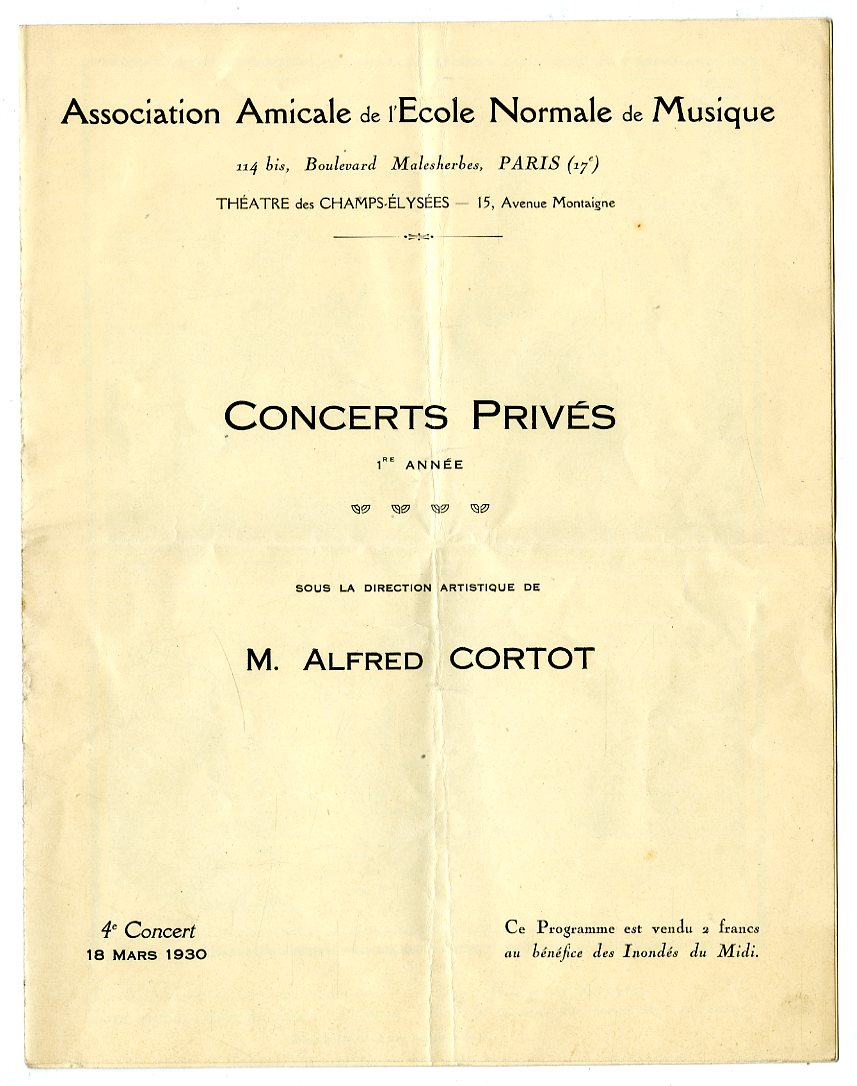 Association Amicale de l'Ecole Normale de Musique
114 bis, Boulevard Malesherbes, PARIS (17e)
THÉATRE des CHAMPS-ÉLYSÉES — 15, Avenue Montaigne
CONCERTS PRIVÉS
1RE ANNÉE
SOUS LA DIRECTION ARTISTIQUE DE
M. ALFRED CORTOT
4e Concert
18 MARS 1930
Ce Programme est vendu 2 francs
au bénéfice des Inondés du Midi.